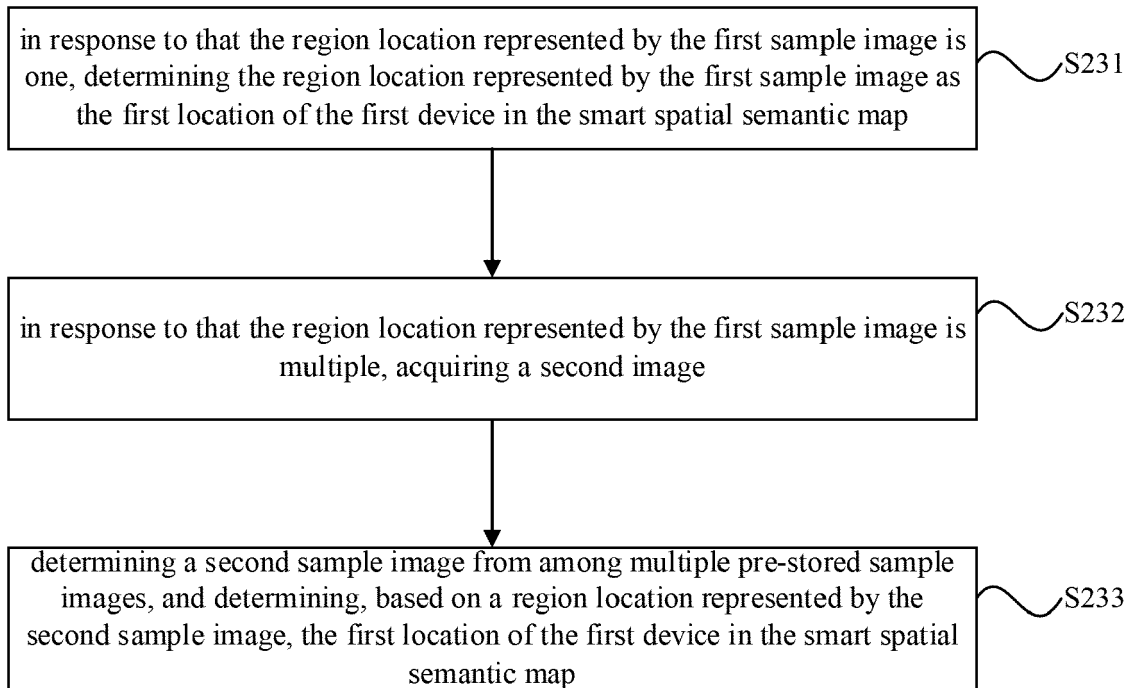 in response to that the region location represented by the first sample image is
one, determining the region location represented by the first sample image as
the first location of the first device in the smart spatial semantic map
S231
in response to that the region location represented by the first sample image is
multiple, acquiring a second image
S232
determining a second sample image from among multiple pre-stored sample
images, and determining, based on a region location represented by the
second sample image, the first location of the first device in the smart spatial
semantic map
S233